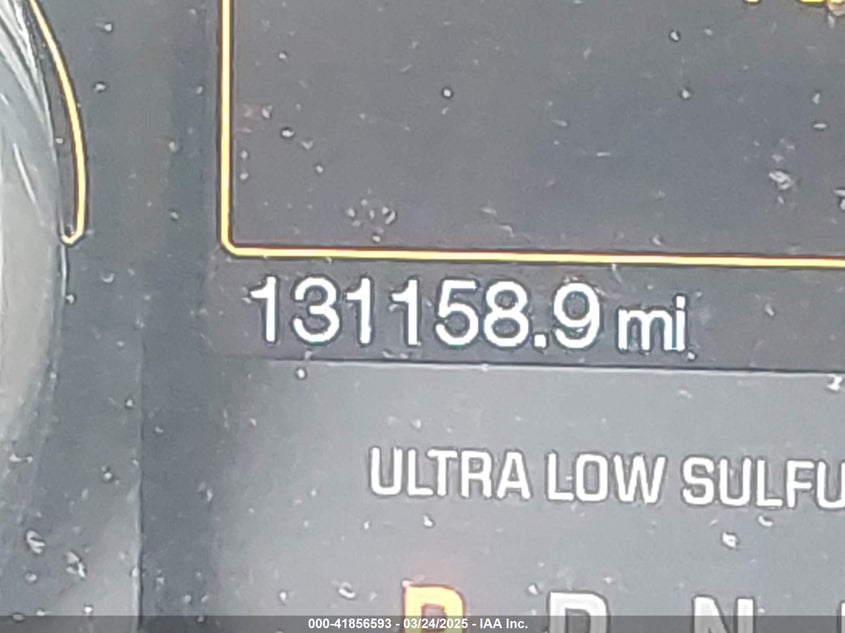 131158.9 mi
ULTRA LOW SULFU
P R N
000-41856593 - 03/24/2025 - IAA Inc.